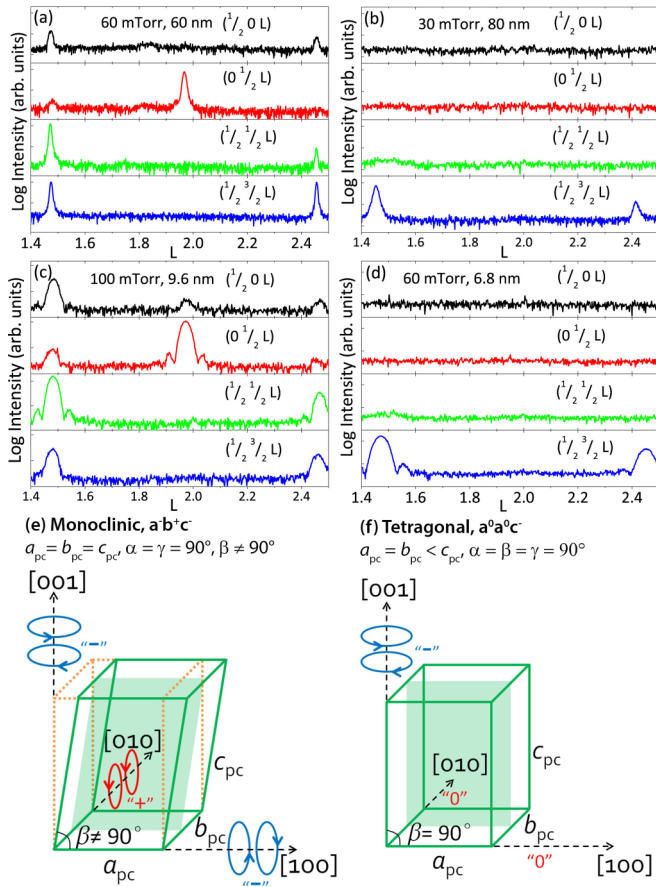 (a) 60 mTorr, 60 nm (¹/₂ 0 L)
(0 ¹/₂ L)
(¹/₂ ¹/₂ L)
(¹/₂ ³/₂ L)
Log Intensity (arb. units)
1.4 1.6 1.8 2.0 2.2 2.4
L
(b) 30 mTorr, 80 nm (¹/₂ 0 L)
(0 ¹/₂ L)
(¹/₂ ¹/₂ L)
(¹/₂ ³/₂ L)
Log Intensity (arb. units)
1.4 1.6 1.8 2.0 2.2 2.4
L
(c) 100 mTorr, 9.6 nm (¹/₂ 0 L)
(0 ¹/₂ L)
(¹/₂ ¹/₂ L)
(¹/₂ ³/₂ L)
Log Intensity (arb. units)
1.4 1.6 1.8 2.0 2.2 2.4
L
(d) 60 mTorr, 6.8 nm (¹/₂ 0 L)
(0 ¹/₂ L)
(¹/₂ ¹/₂ L)
(¹/₂ ³/₂ L)
Log Intensity (arb. units)
1.4 1.6 1.8 2.0 2.2 2.4
L
(e) Monoclinic, a⁻b⁺c⁻
a_pc = b_pc = c_pc, α = γ = 90°, β ≠ 90°
[001]
"−"
[010]
"+"
c_pc
β ≠ 90°
b_pc
a_pc
[100]
"−"
(f) Tetragonal, a⁰a⁰c⁻
a_pc = b_pc < c_pc, α = β = γ = 90°
[001]
"−"
c_pc
[010]
"0"
β = 90°
b_pc
a_pc
"0"
[100]